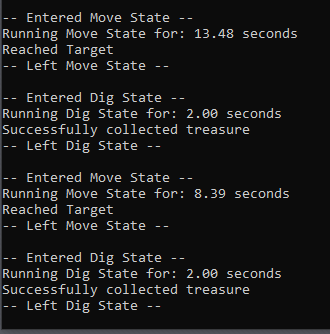 -- Entered Move State --
Running Move State for: 13.48 seconds
Reached Target
-- Left Move State --
-- Entered Dig State --
Running Dig State for: 2.00 seconds
Successfully collected treasure
-- Left Dig State --
-- Entered Move State --
Running Move State for: 8.39 seconds
Reached Target
-- Left Move State --
-- Entered Dig State --
Running Dig State for: 2.00 seconds
Successfully collected treasure
-- Left Dig State --